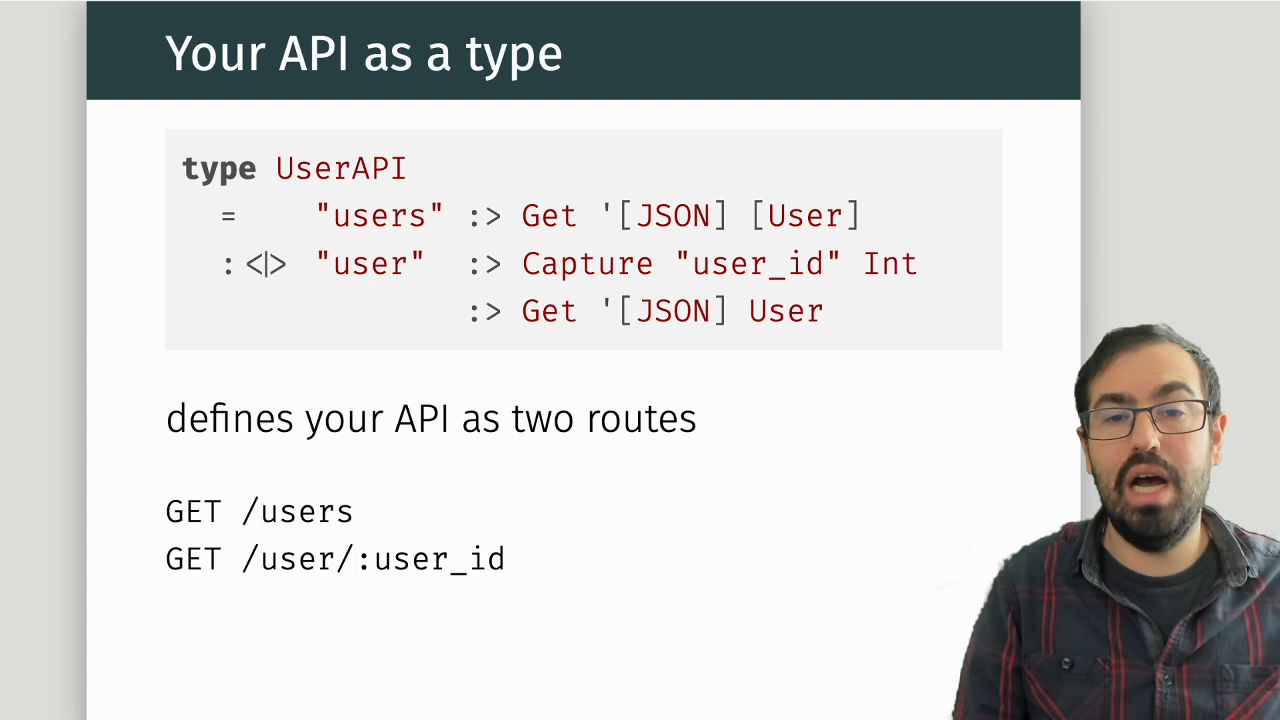 Your API as a type
type UserAPI
= "users" :> Get '[JSON] [User]
:<|> "user" :> Capture "user_id" Int
:> Get '[JSON] User
defines your API as two routes
GET /users
GET /user/:user_id